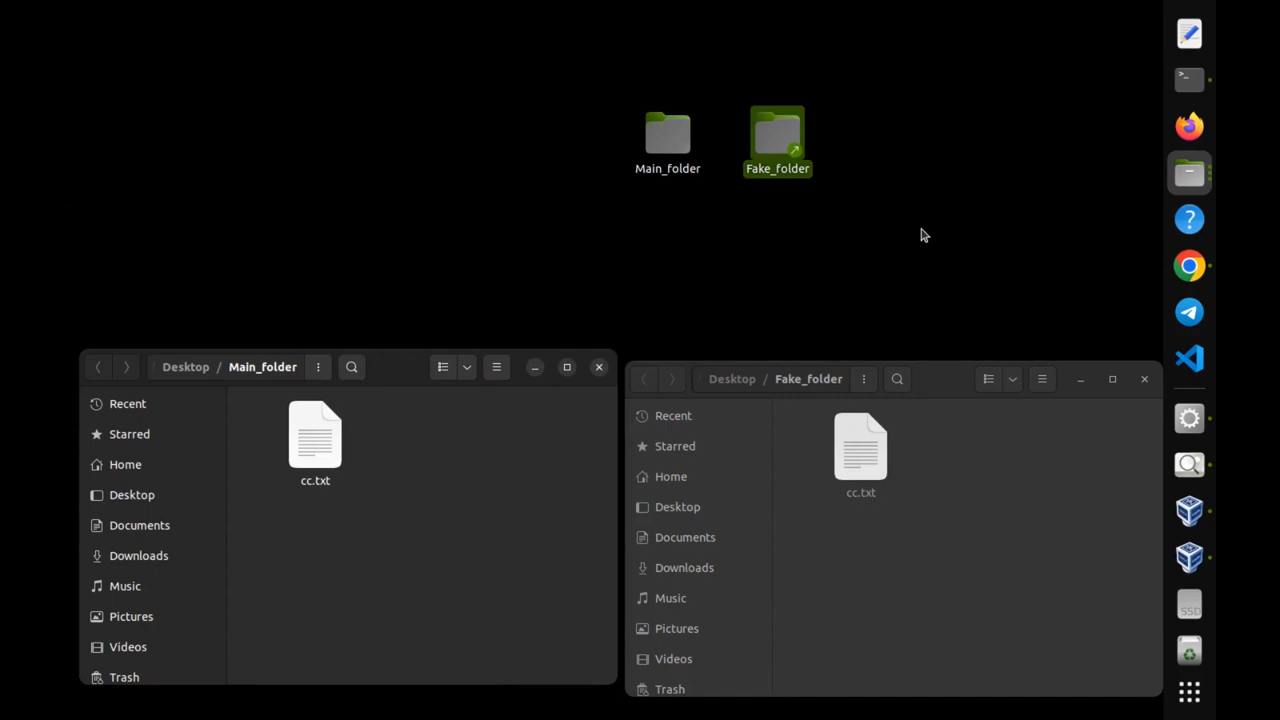 Main_folder
Fake_folder
Desktop / Main_folder
Recent
Starred
Home
Desktop
Documents
Downloads
Music
Pictures
Videos
Trash
cc.txt
Desktop / Fake_folder
Recent
Starred
Home
Desktop
Documents
Downloads
Music
Pictures
Videos
Trash
cc.txt
>_
?
SSD